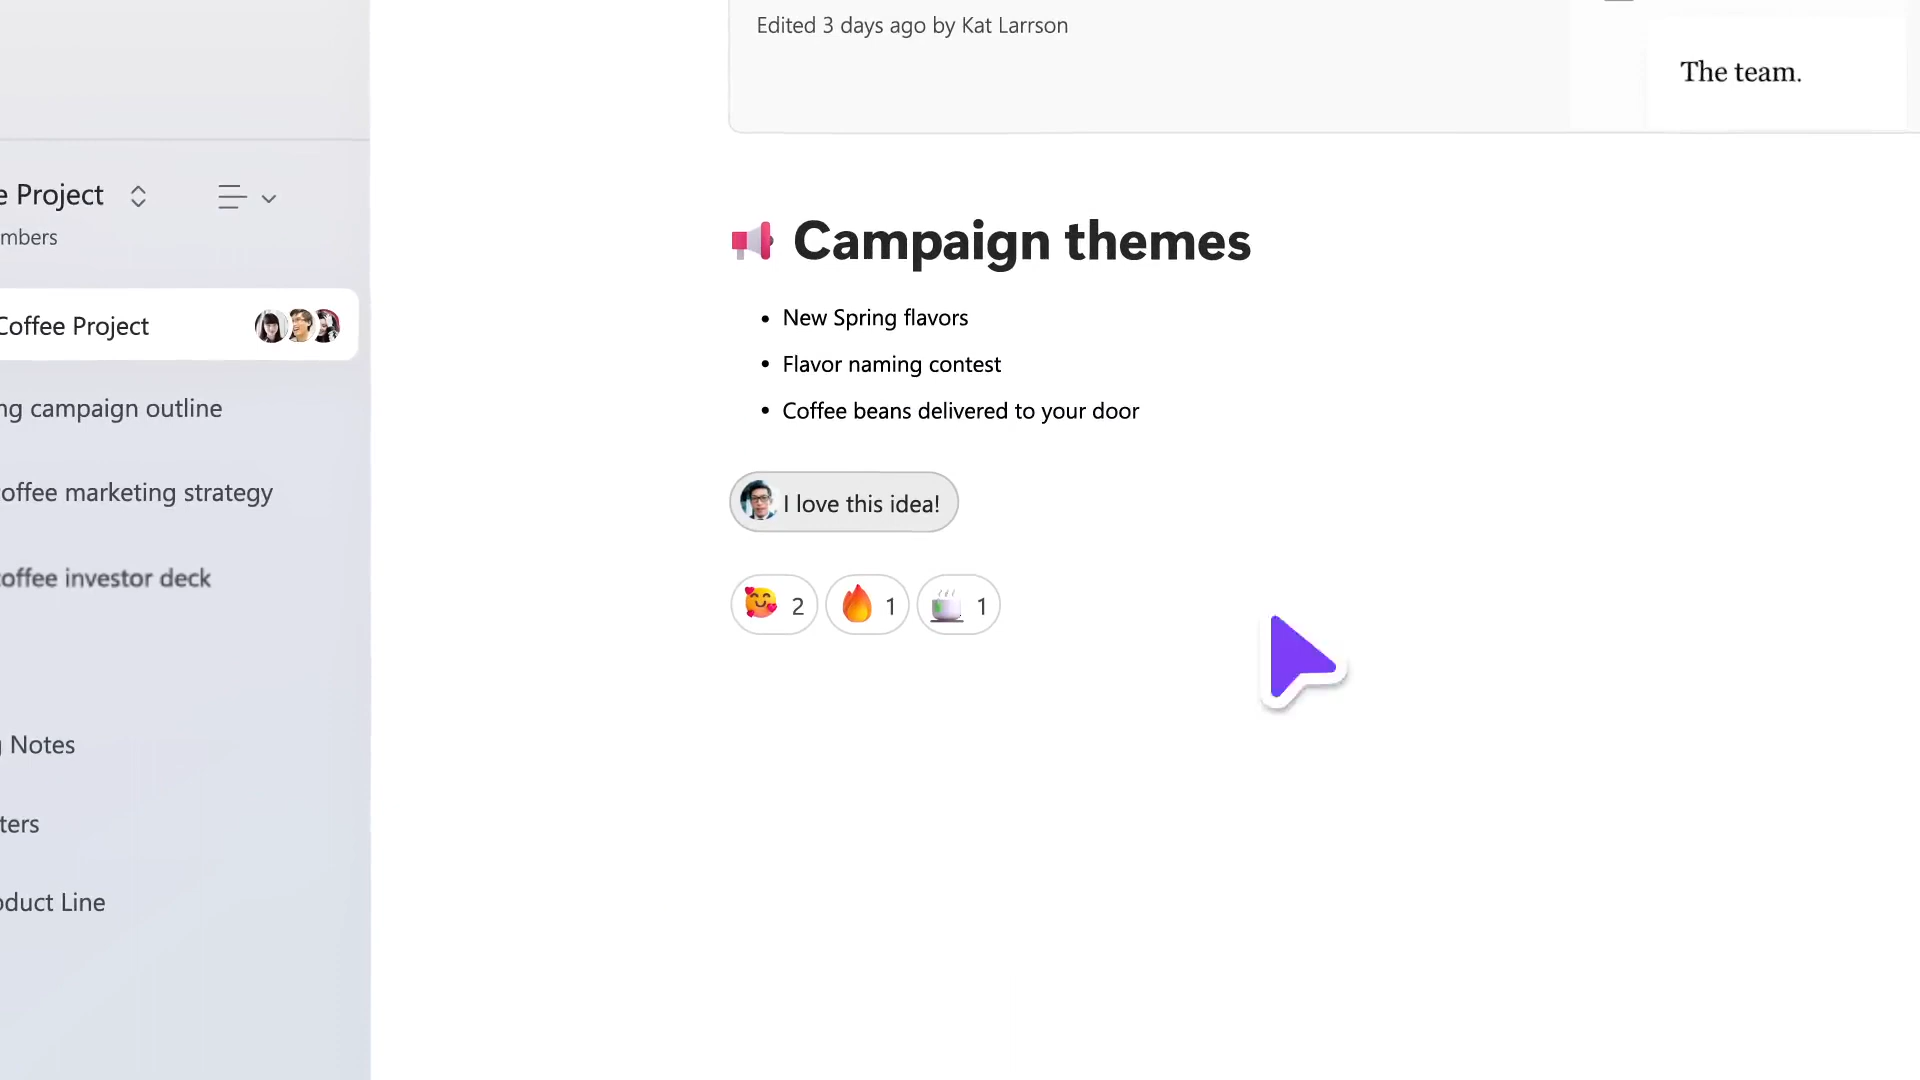 Edited 3 days ago by Kat Larrson
The team.
e Project
mbers
Coffee Project
ng campaign outline
offee marketing strategy
offee investor deck
g Notes
ters
oduct Line
Campaign themes
• New Spring flavors
• Flavor naming contest
• Coffee beans delivered to your door
I love this idea!
2
1
1